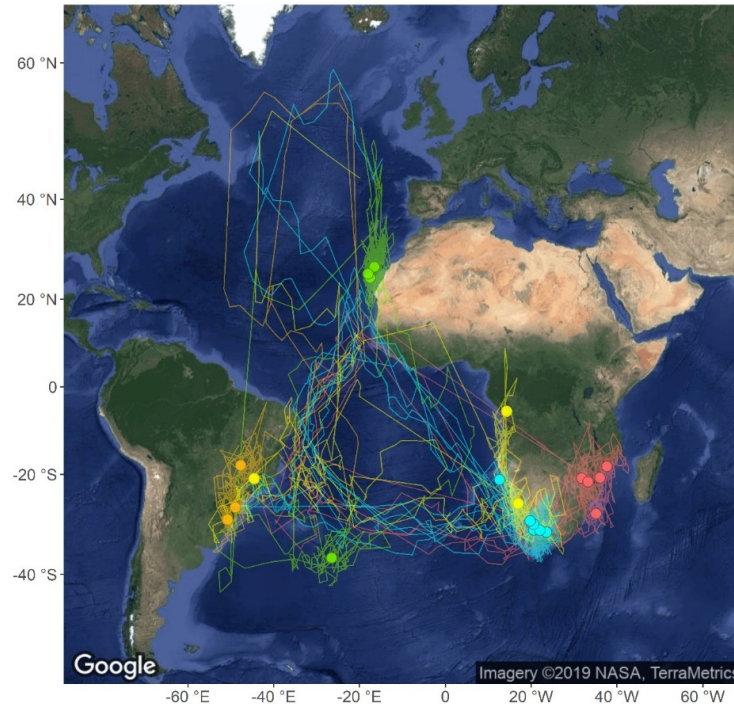 60 °N
40 °N
20 °N
0
-20 °S
-40 °S
Google
Imagery ©2019 NASA, TerraMetrics
-60 °E
-40 °E
-20 °E
0
20 °W
40 °W
60 °W